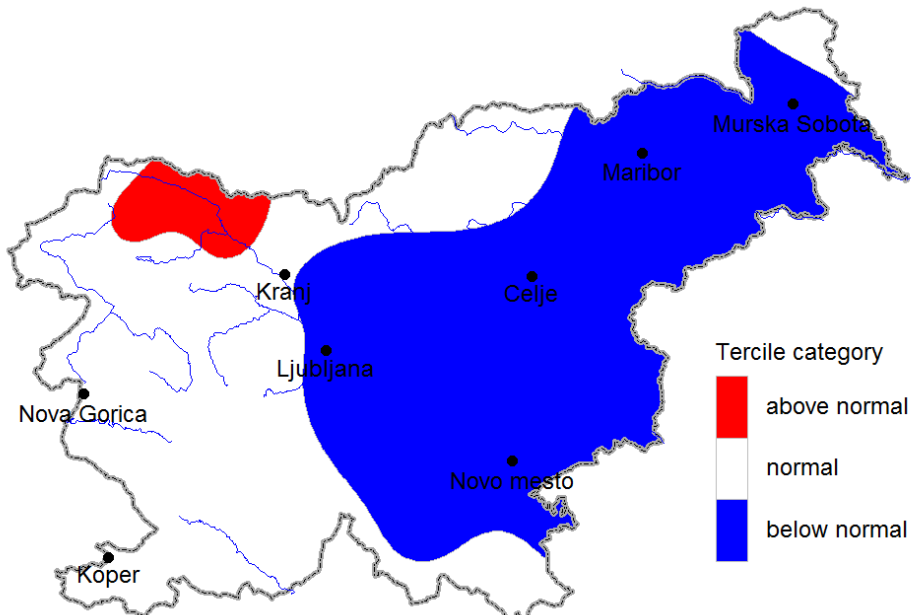 Murska Sobota
Maribor
Kranj
Celje
Ljubljana
Nova Gorica
Novo mesto
Koper
Tercile category
above normal
normal
below normal